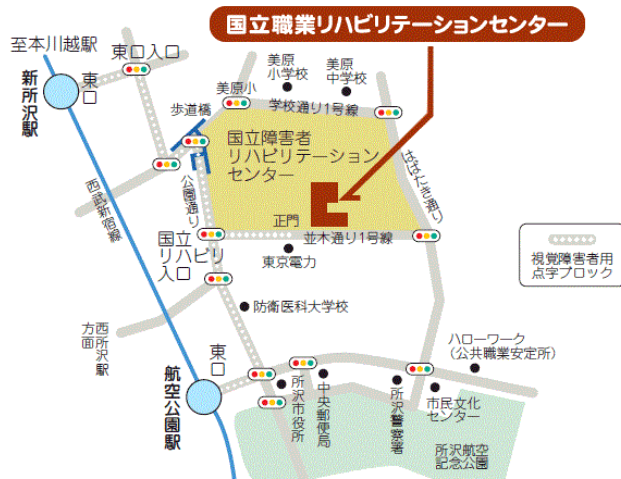 国立職業リハビリテーションセンター
至本川越駅
東口入口
新所沢駅
東口
美原小
美原
小学校
美原
中学校
学校通り1号線
歩道橋
国立障害者
リハビリテーション
センター
はばたき通り
公園通り
西武新宿線
正門
並木通り1号線
国立
リハビリ
入口
東京電力
視覚障害者用
点字ブロック
防衛医科大学校
西所沢駅
方面
東口
航空公園駅
ハローワーク
（公共職業安定所）
所沢市役所
中央郵便局
所沢警察署
市民文化
センター
所沢航空
記念公園